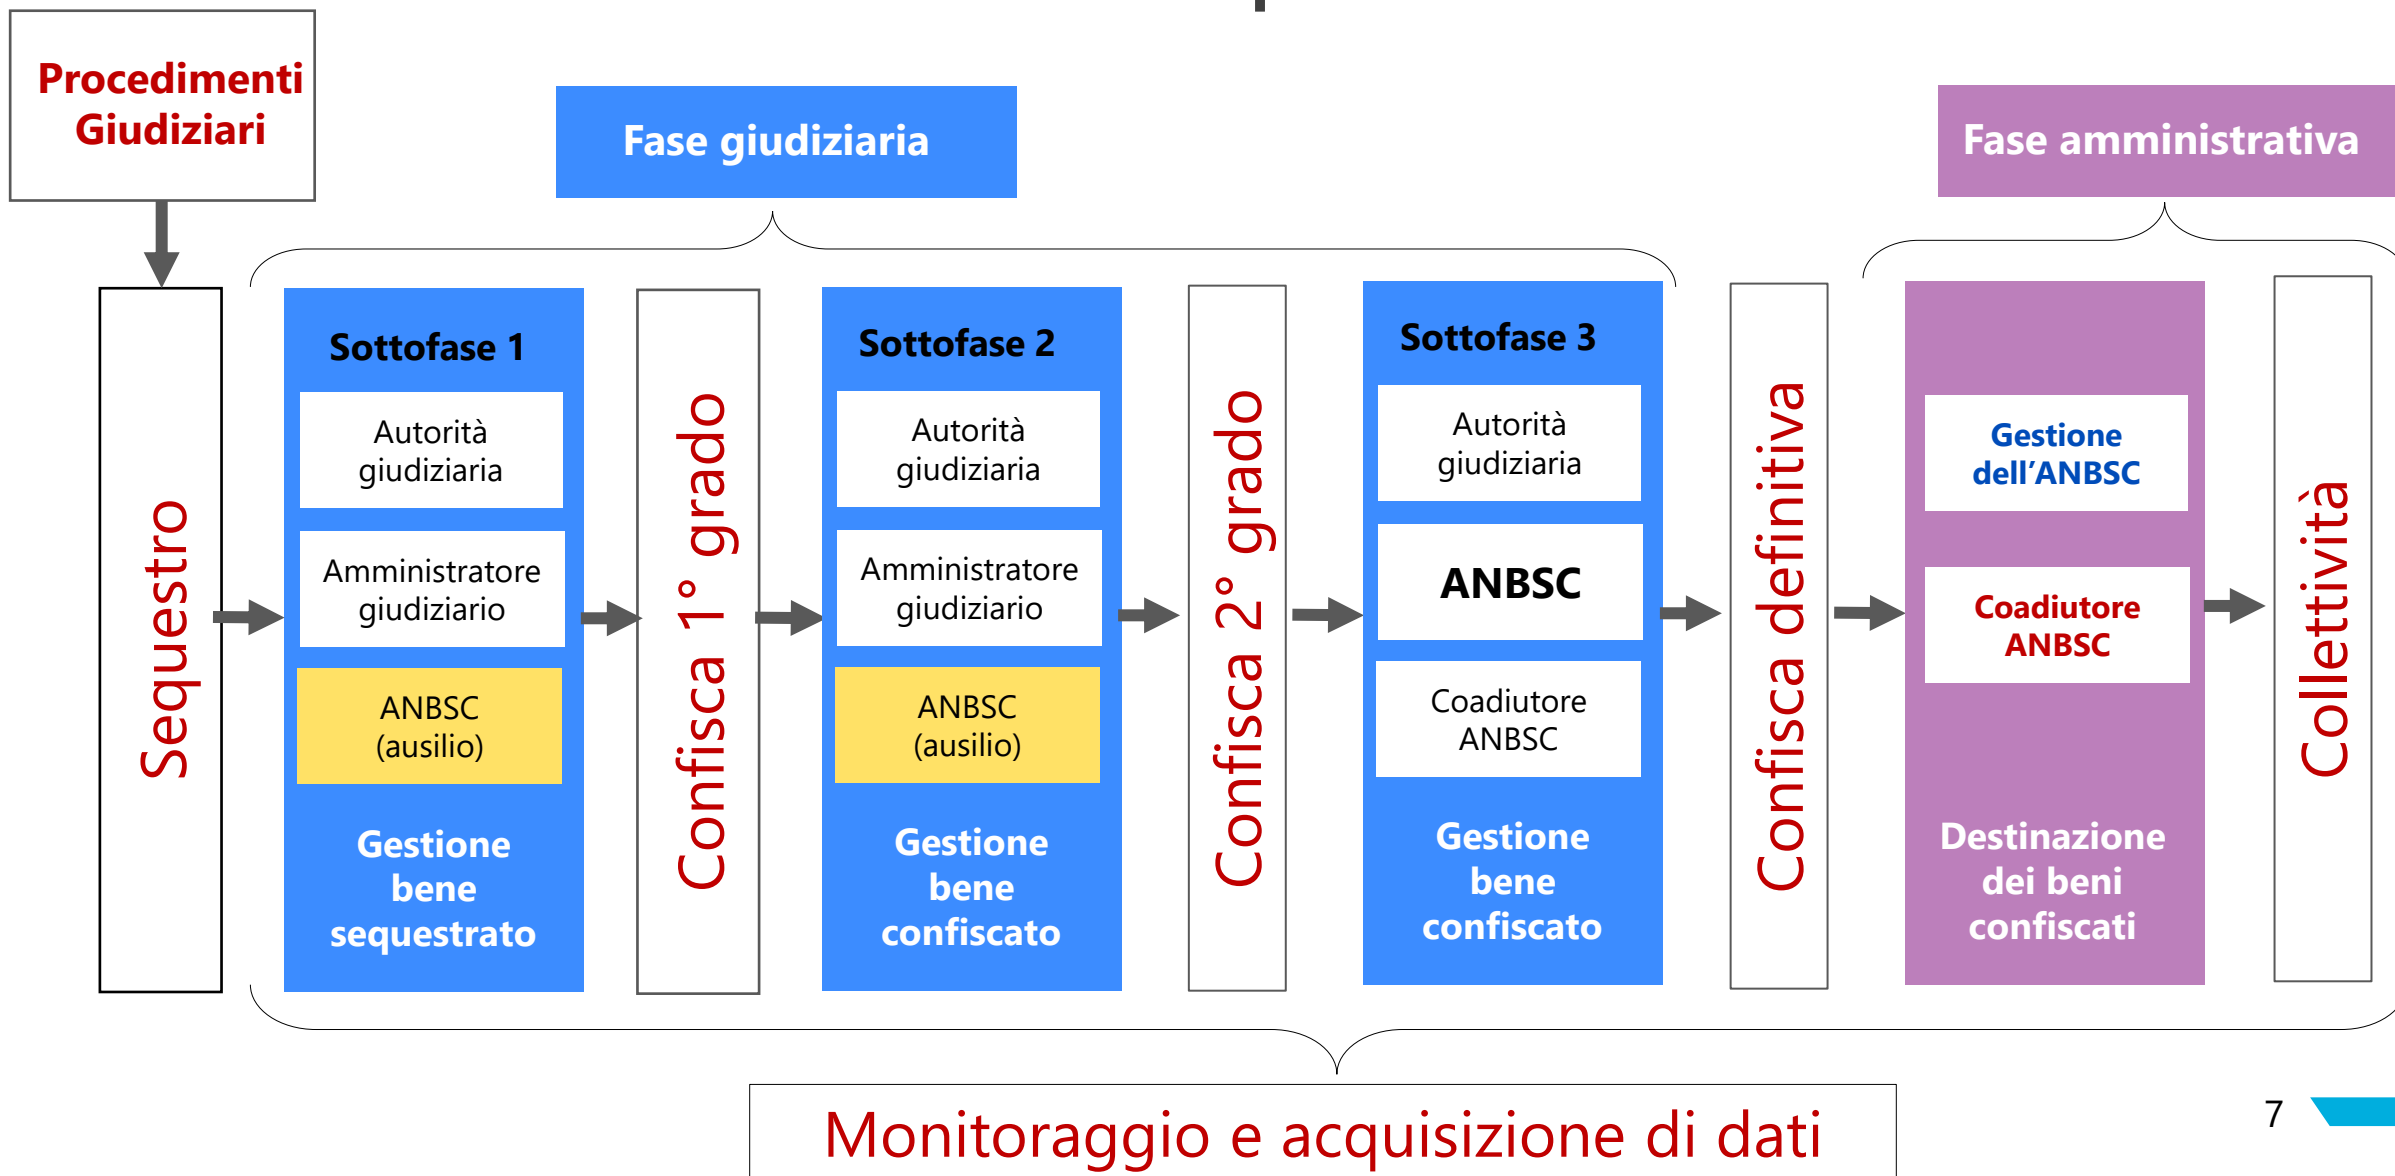 Procedimenti
Giudiziari
Fase giudiziaria
Fase amministrativa
Sequestro
Sottofase 1
Autorità
giudiziaria
Amministratore
giudiziario
ANBSC
(ausilio)
Gestione
bene
sequestrato
Confisca 1° grado
Sottofase 2
Autorità
giudiziaria
Amministratore
giudiziario
ANBSC
(ausilio)
Gestione
bene
confiscato
Confisca 2° grado
Sottofase 3
Autorità
giudiziaria
ANBSC
Coadiutore
ANBSC
Gestione
bene
confiscato
Confisca definitiva
Gestione
dell’ANBSC
Coadiutore
ANBSC
Destinazione
dei beni
confiscati
Collettività
Monitoraggio e acquisizione di dati
7